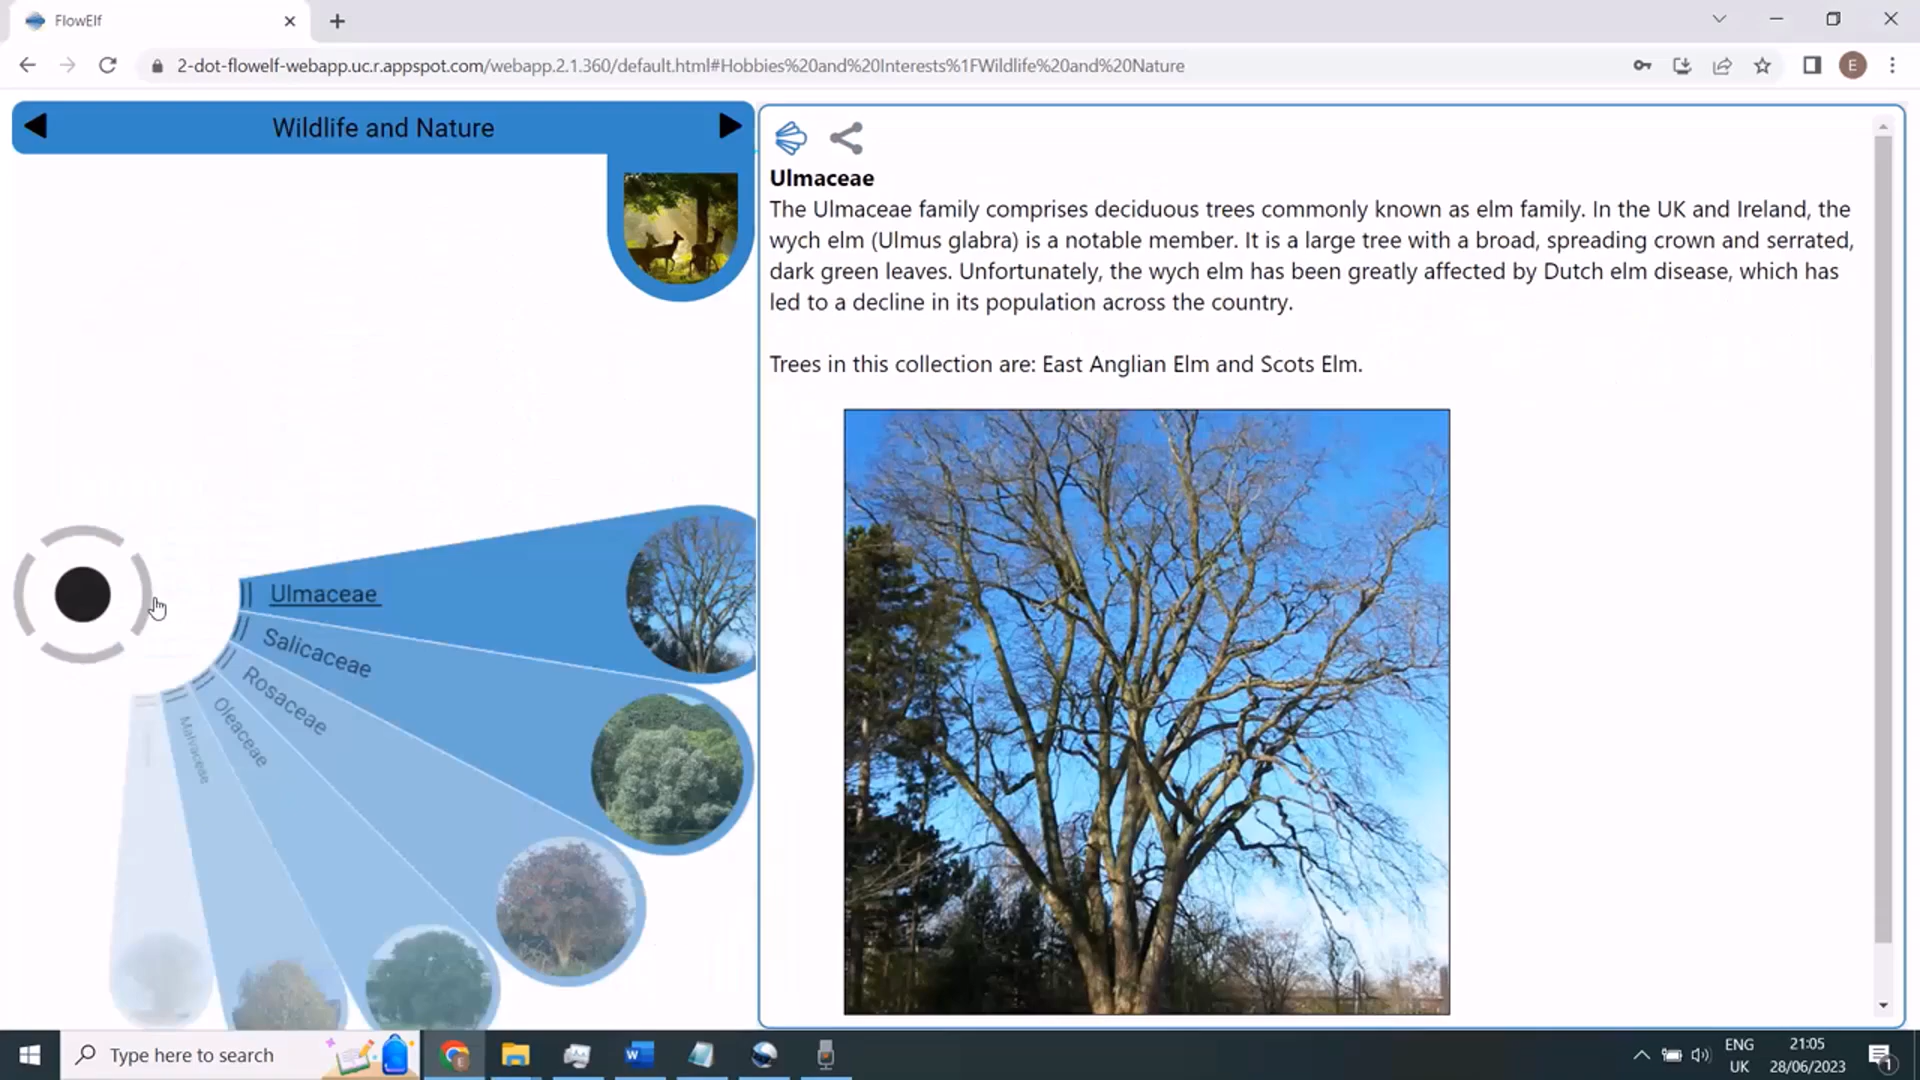 FlowElf
2-dot-flowelf-webapp.uc.r.appspot.com/webapp.2.1.360/default.html#Hobbies%20and%20Interests%1FWildlife%20and%20Nature
E
Wildlife and Nature
Ulmaceae
Salicaceae
Rosaceae
Oleaceae
Malvaceae
Ulmaceae
The Ulmaceae family comprises deciduous trees commonly known as elm family. In the UK and Ireland, the
wych elm (Ulmus glabra) is a notable member. It is a large tree with a broad, spreading crown and serrated,
dark green leaves. Unfortunately, the wych elm has been greatly affected by Dutch elm disease, which has
led to a decline in its population across the country.
Trees in this collection are: East Anglian Elm and Scots Elm.
Type here to search
ENG
UK
21:05
28/06/2023
1